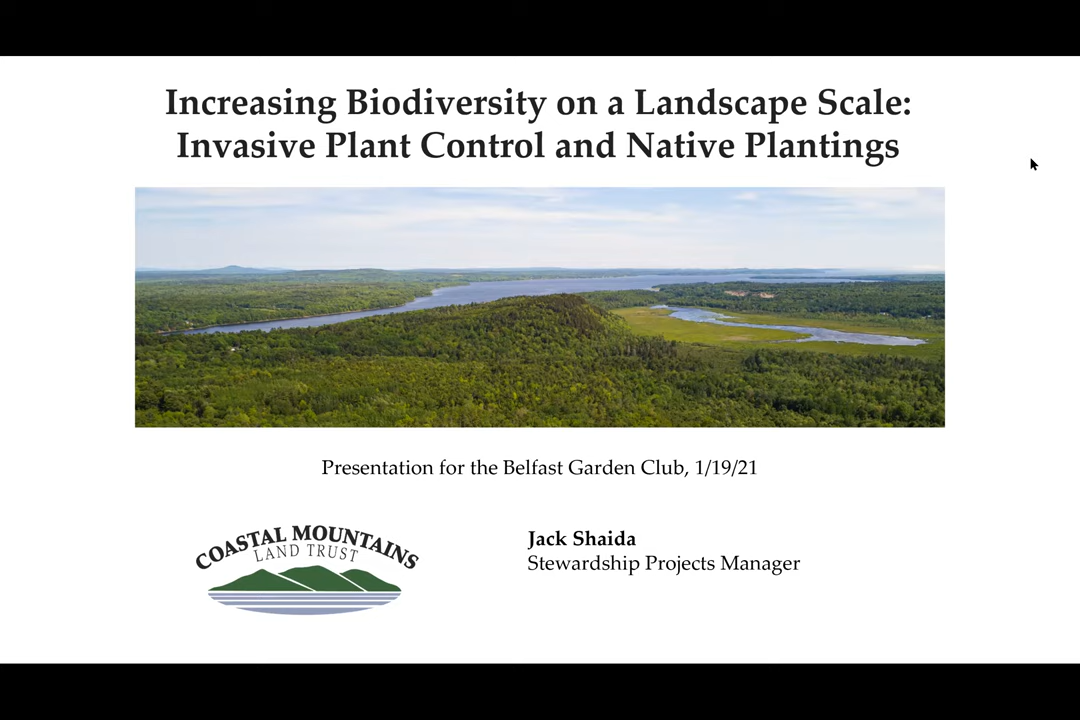 Increasing Biodiversity on a Landscape Scale:
Invasive Plant Control and Native Plantings
Presentation for the Belfast Garden Club, 1/19/21
COASTAL MOUNTAINS
LAND TRUST
Jack Shaida
Stewardship Projects Manager